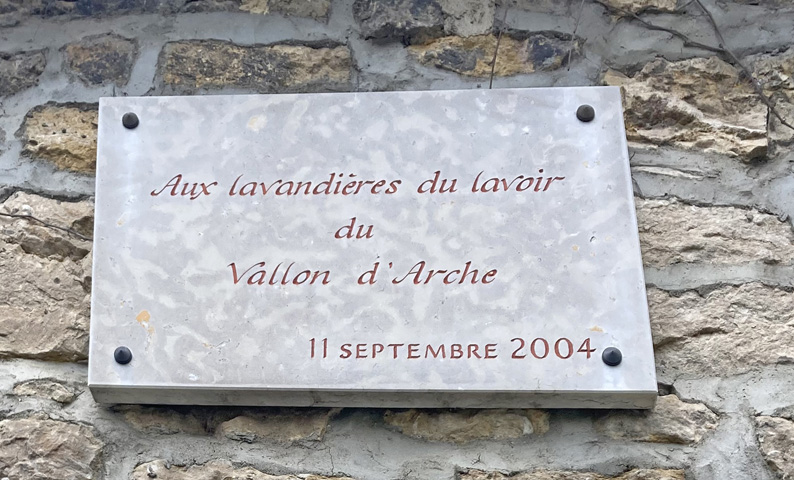 Aux lavandières du lavoir
du
Vallon d'Arche
11 SEPTEMBRE 2004